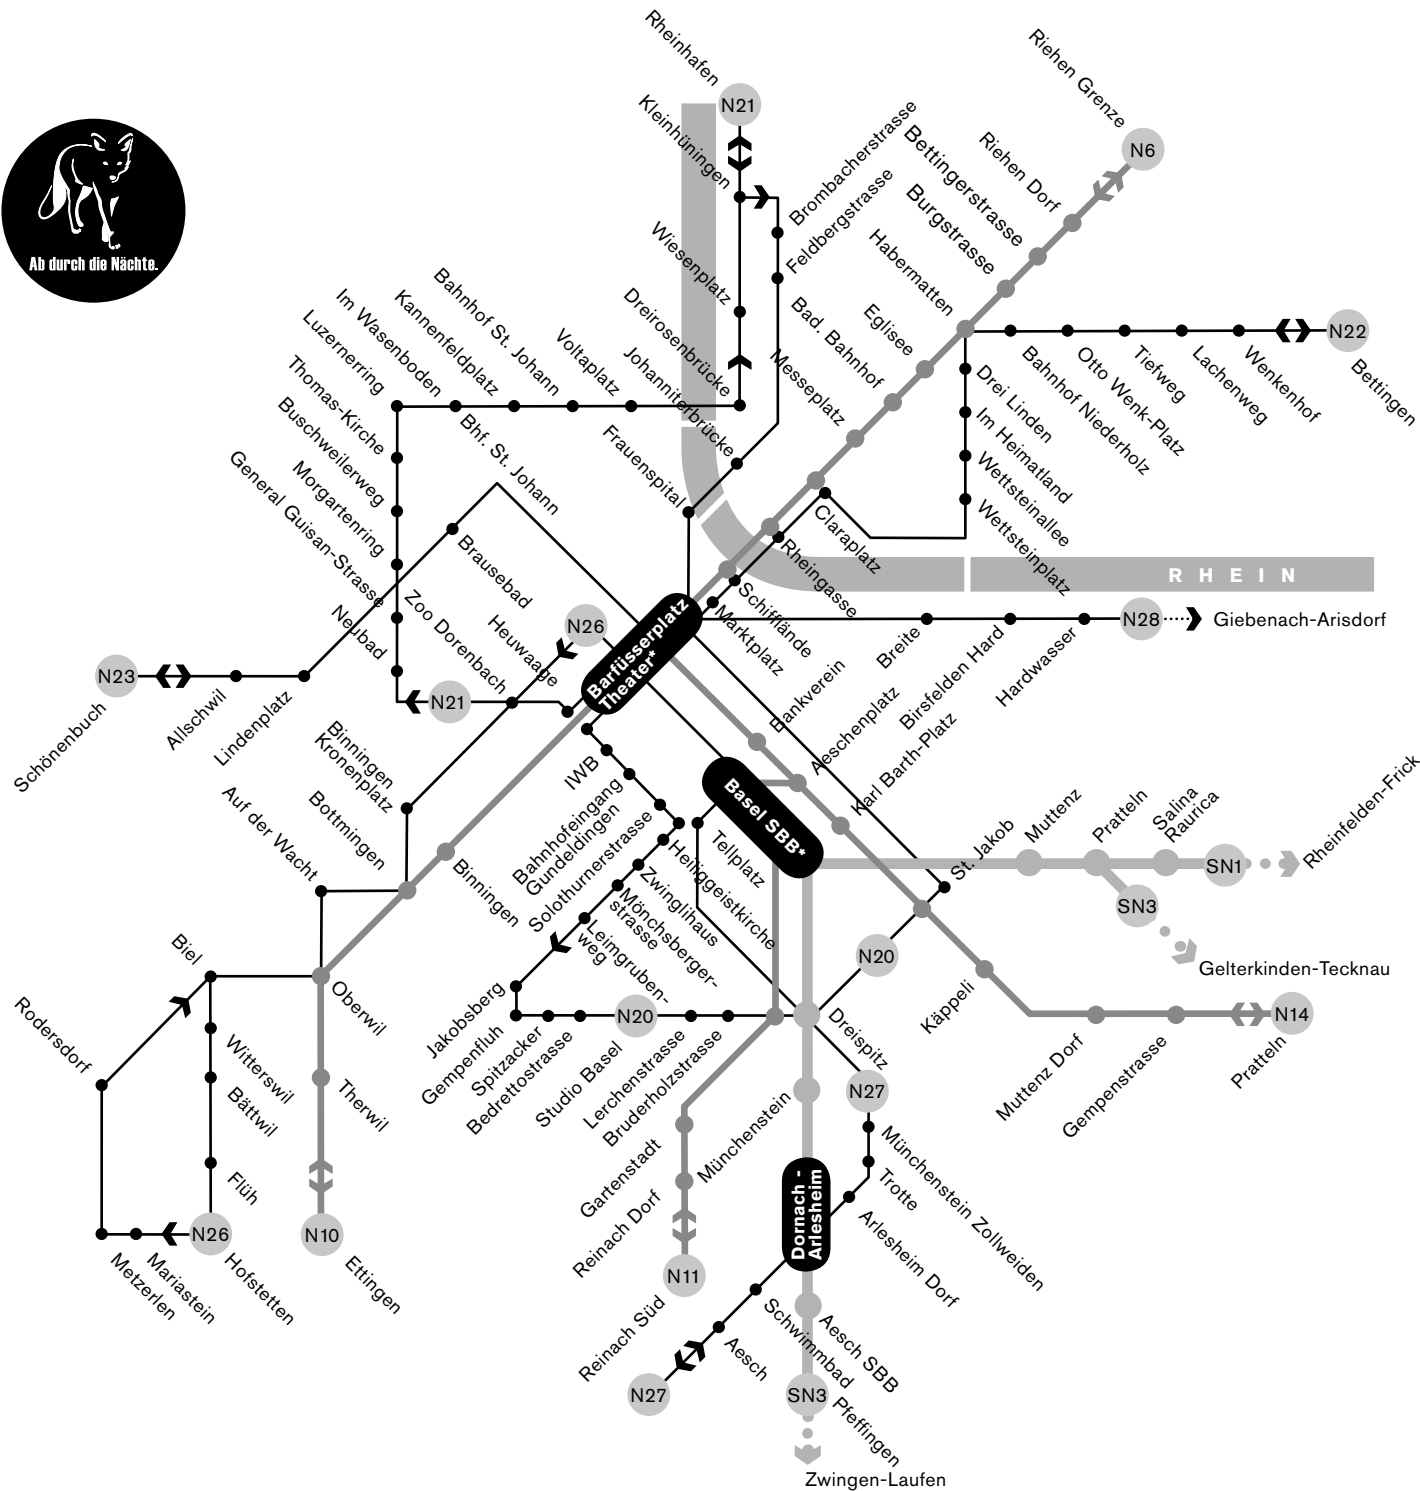 Rheinhafen
N21
Kleinhüningen
Riehen Grenze
N6
Brombacherstrasse
Feldbergstrasse
Bettingerstrasse
Burgstrasse
Riehen Dorf
Habermatten
Eglisee
Bad. Bahnhof
Messeplatz
Ab durch die Nächte.
Wiesenplatz
Dreirosenbrücke
Johanniterbrücke
Voltaplatz
Bahnhof St. Johann
Kannenfeldplatz
Im Wasenboden
Luzernerring
Thomas-Kirche
Buschweilerweg
Morgartenring
General Guisan-Strasse
Neubad
Frauenspital
Bhf. St. Johann
Brausebad
Zoo Dorenbach
Heuwaage
N22
Bettingen
Wenkenhof
Lachenweg
Tiefweg
Otto Wenk-Platz
Bahnhof Niederholz
Drei Linden
Im Heimatland
Wettsteinallee
Wettsteinplatz
Claraplatz
Rheingasse
Schifflände
Marktplatz
RHEIN
N28
Giebenach-Arisdorf
Breite
Birsfelden Hard
Hardwasser
N26
Barfüsserplatz
Theater*
N23
Schönenbuch
Allschwil
Lindenplatz
N21
Bankverein
Aeschenplatz
Karl Barth-Platz
Basel SBB*
Binningen
Kronenplatz
Bottmingen
Auf der Wacht
Binningen
IWB
Bahnhofeingang
Gundeldingen
Solothurnerstrasse
Heiliggeistkirche
Zwinglihaus
Mönchsberger-
strasse
Leimgruben-
weg
Tellplatz
St. Jakob
Muttenz
Pratteln
Salina
Raurica
SN1
Rheinfelden-Frick
SN3
Gelterkinden-Tecknau
N20
Käppeli
N14
Pratteln
Muttenz Dorf
Gempenstrasse
Biel
Rodersdorf
Oberwil
Witterswil
Bättwil
Flüh
N26
Hofstetten
Mariastein
Metzerlen
Therwil
N10
Ettingen
Jakobsberg
Gempenfluh
Spitzacker
Bedrettostrasse
N20
Studio Basel
Lerchenstrasse
Bruderholzstrasse
Dreispitz
N27
Gartenstadt
Reinach Dorf
N11
Reinach Süd
Münchenstein
Münchenstein Zollweiden
Trotte
Arlesheim Dorf
Dornach -
Arlesheim
Schwimmbad
Aesch
N27
Aesch SBB
SN3
Pfeffingen
Zwingen-Laufen